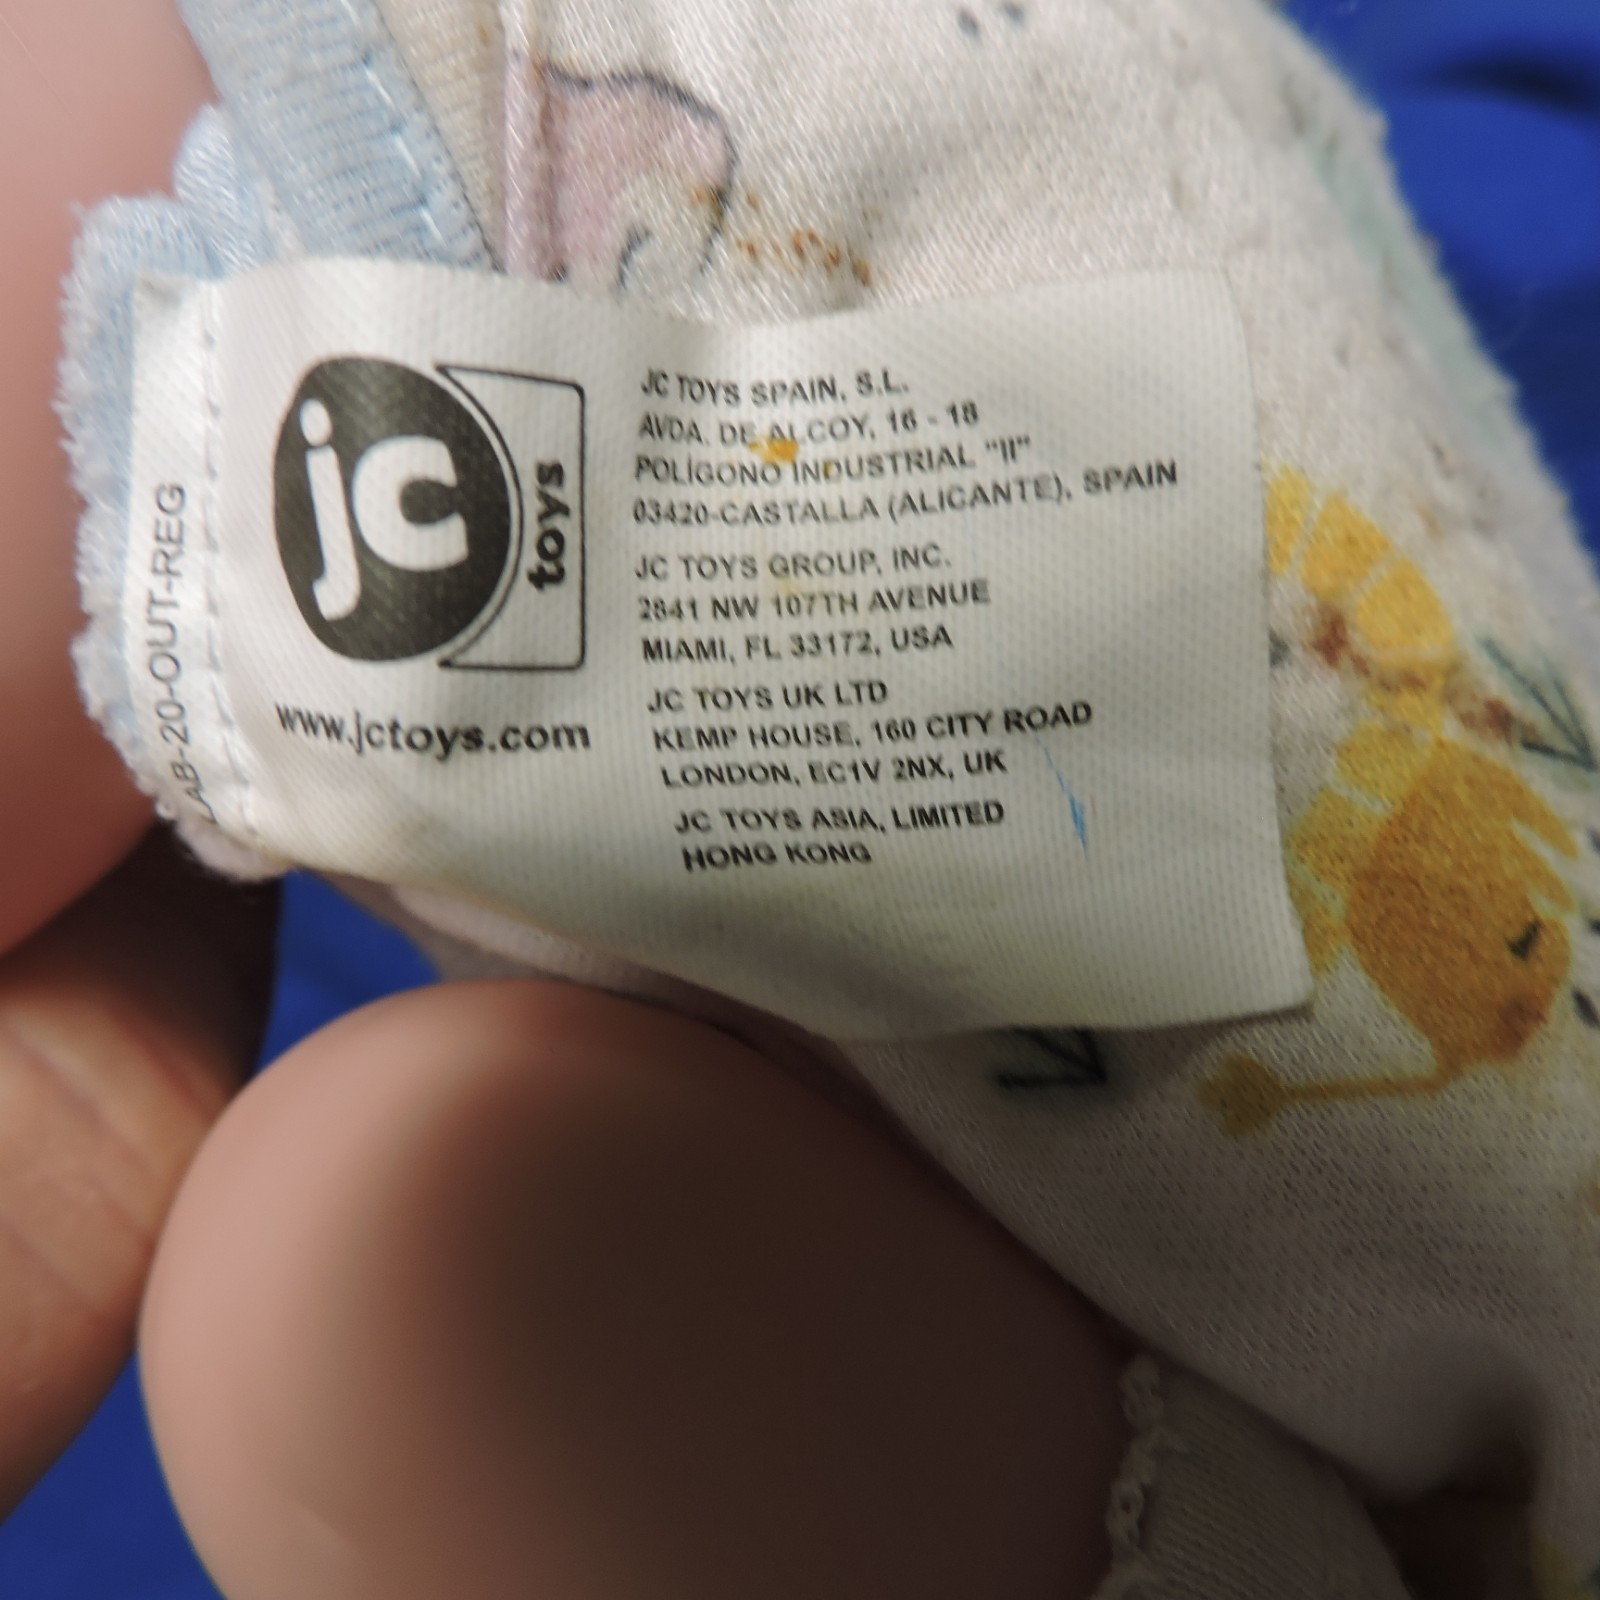 LAB-20-OUT-REG
jc
toys
www.jctoys.com
JC TOYS SPAIN, S.L.
AVDA. DE ALCOY, 16 - 18
POLÍGONO INDUSTRIAL "II"
03420-CASTALLA (ALICANTE), SPAIN
JC TOYS GROUP, INC.
2841 NW 107TH AVENUE
MIAMI, FL 33172, USA
JC TOYS UK LTD
KEMP HOUSE, 160 CITY ROAD
LONDON, EC1V 2NX, UK
JC TOYS ASIA, LIMITED
HONG KONG